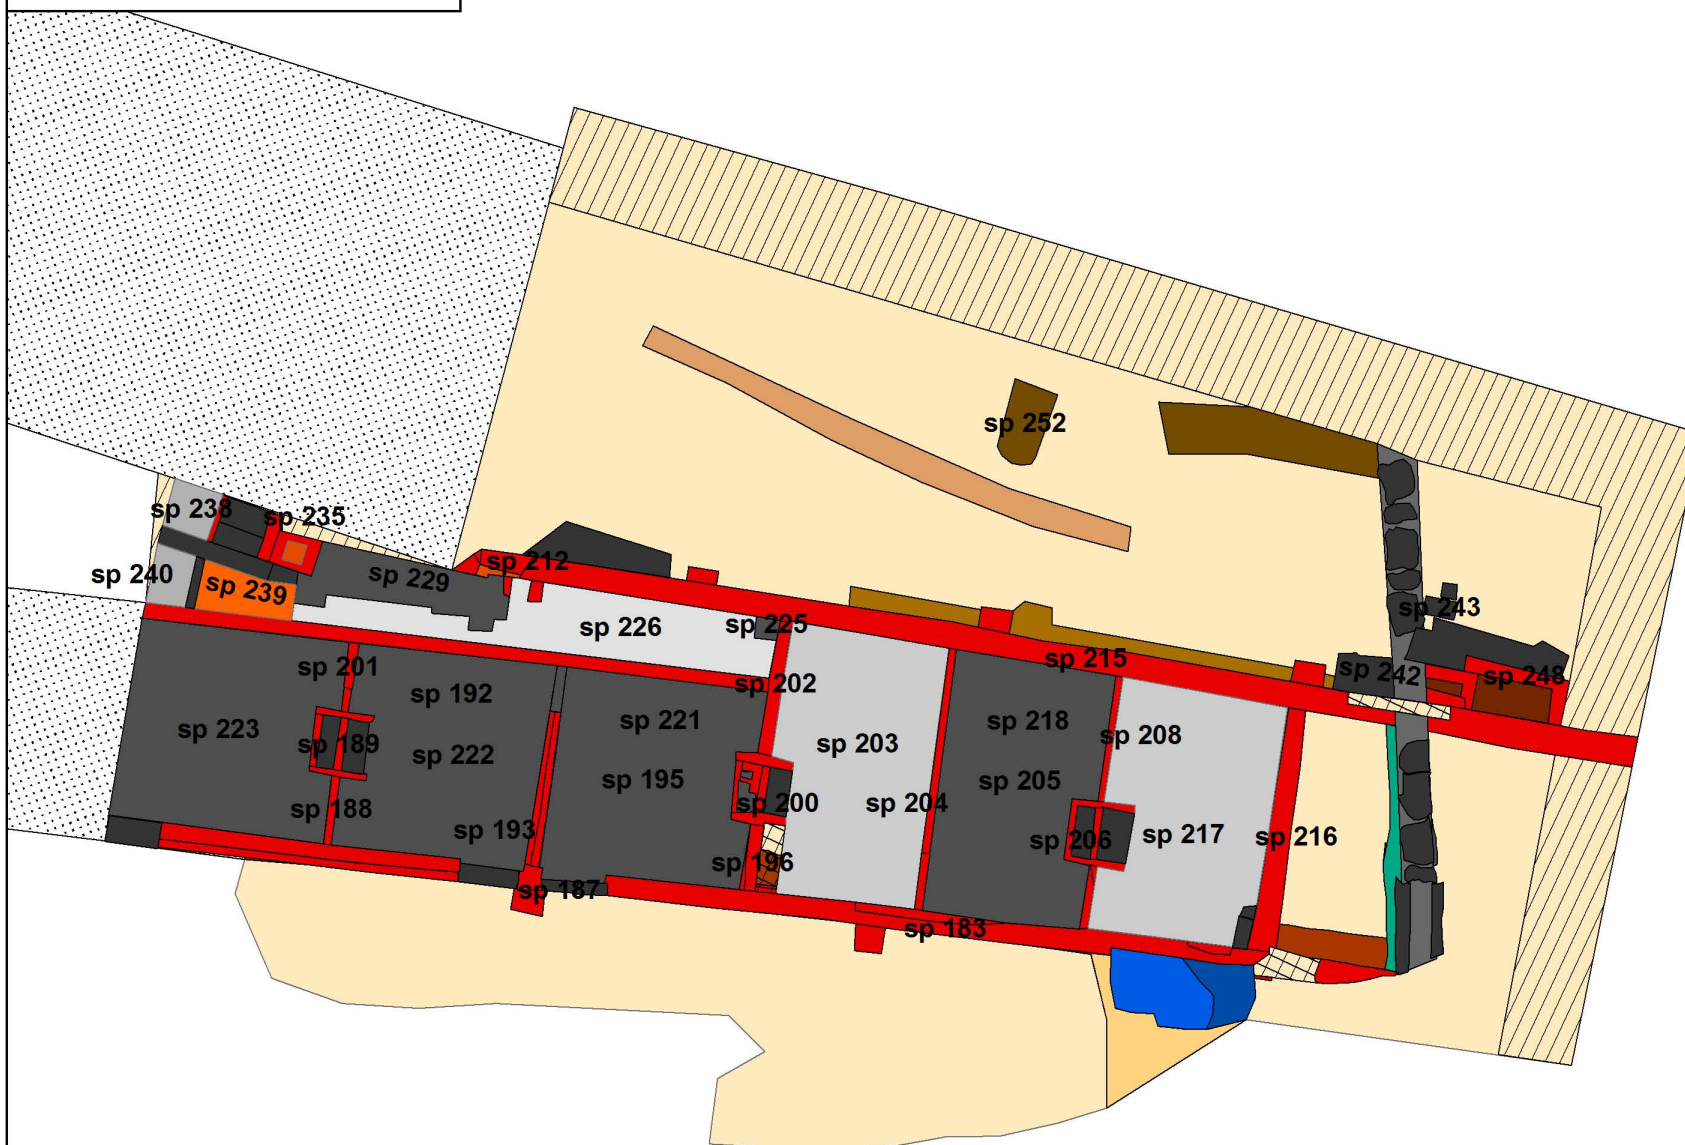 sp 252
sp 238
sp 235
sp 212
sp 240
sp 239
sp 229
sp 243
sp 226
sp 225
sp 215
sp 242
sp 248
sp 201
sp 192
sp 202
sp 221
sp 218
sp 208
sp 223
sp 189
sp 222
sp 203
sp 195
sp 205
sp 200
sp 204
sp 188
sp 193
sp 206
sp 217
sp 216
sp 196
sp 187
sp 183